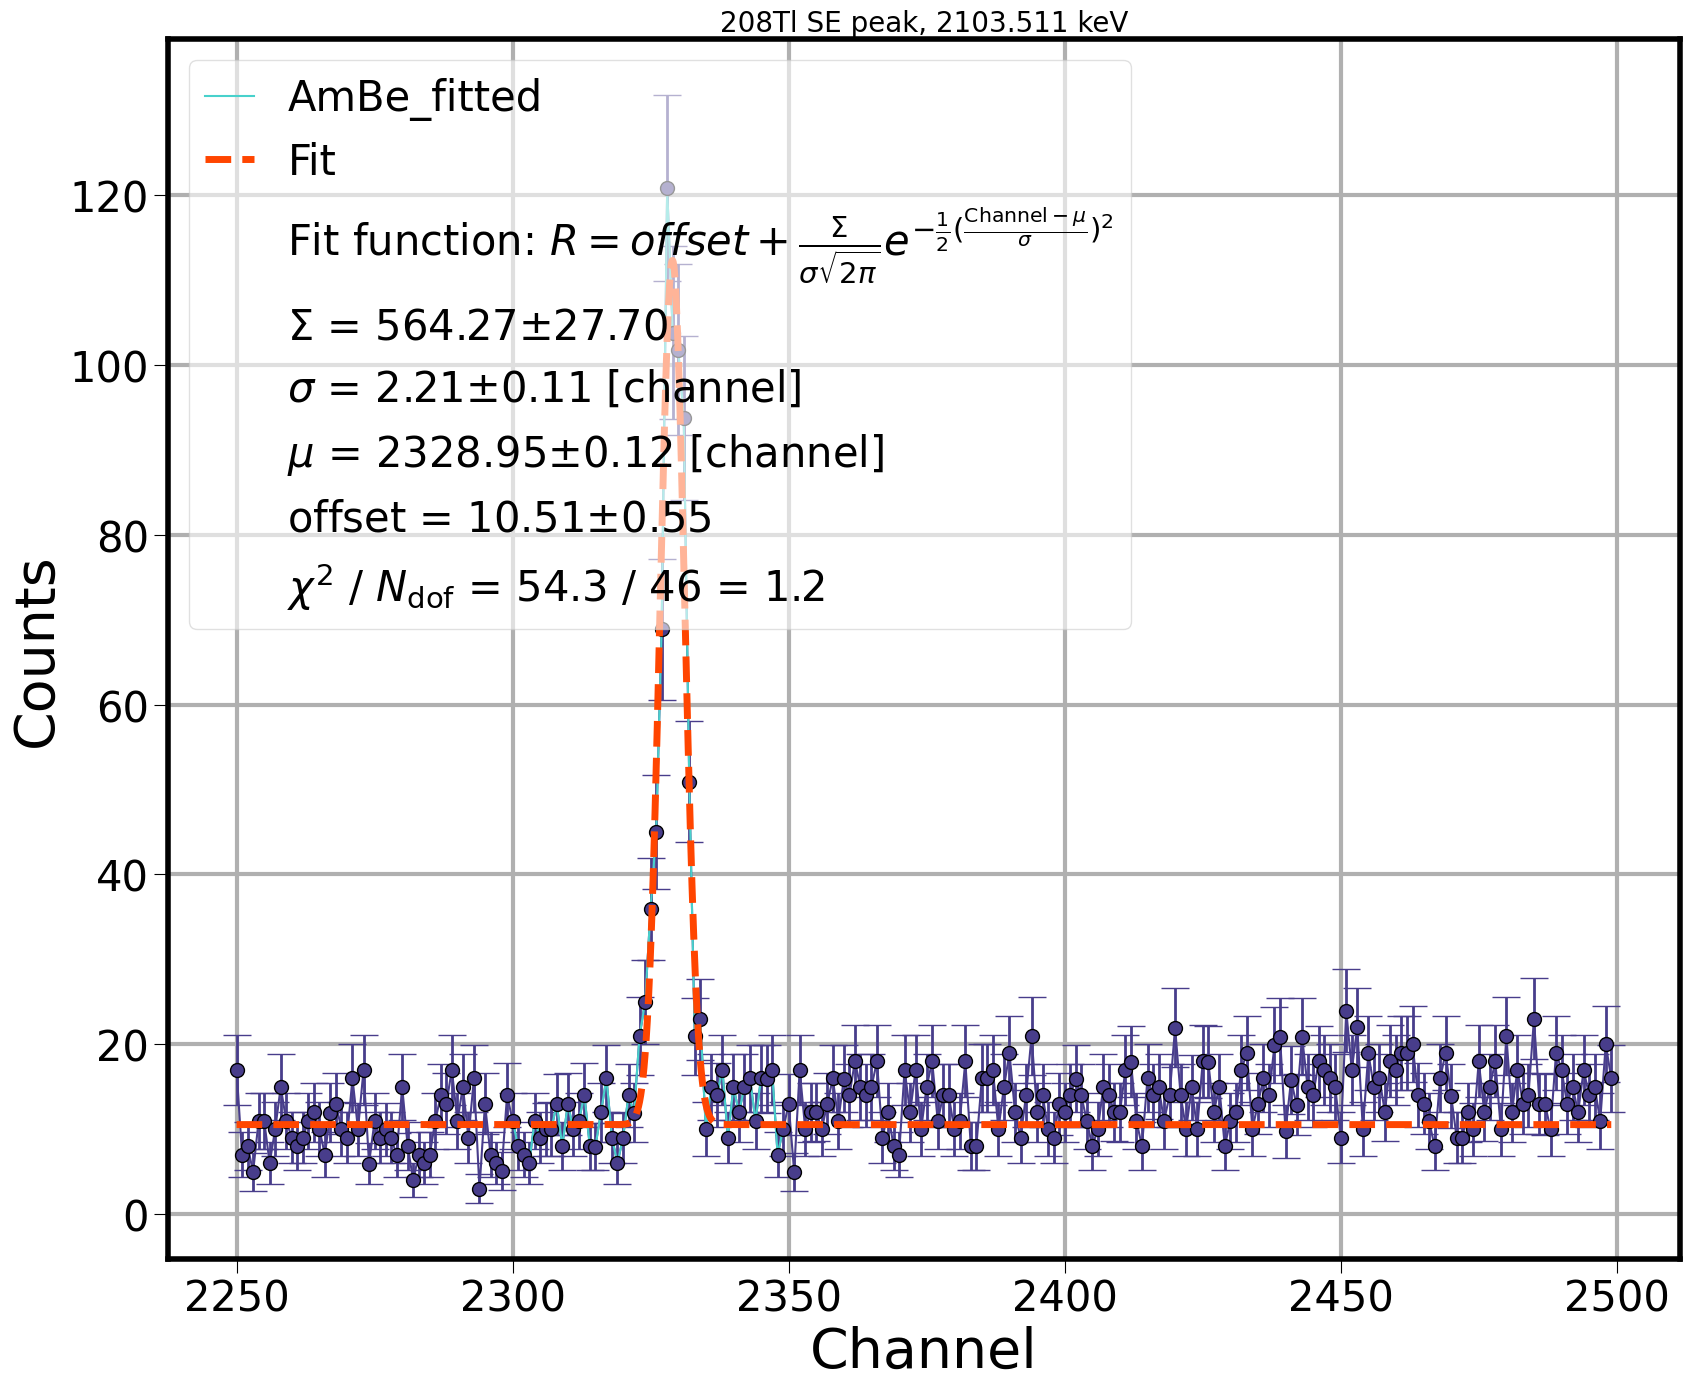 208Tl SE peak, 2103.511 keV
AmBe_fitted
Fit
Fit function: R = offset + Σ/(σ√2π) e^(−1/2((Channel − μ)/σ)²)
Σ = 564.27±27.70
σ = 2.21±0.11 [channel]
μ = 2328.95±0.12 [channel]
offset = 10.51±0.55
χ² / N_dof = 54.3 / 46 = 1.2
Counts
120
100
80
60
40
20
0
2250 2300 2350 2400 2450 2500
Channel